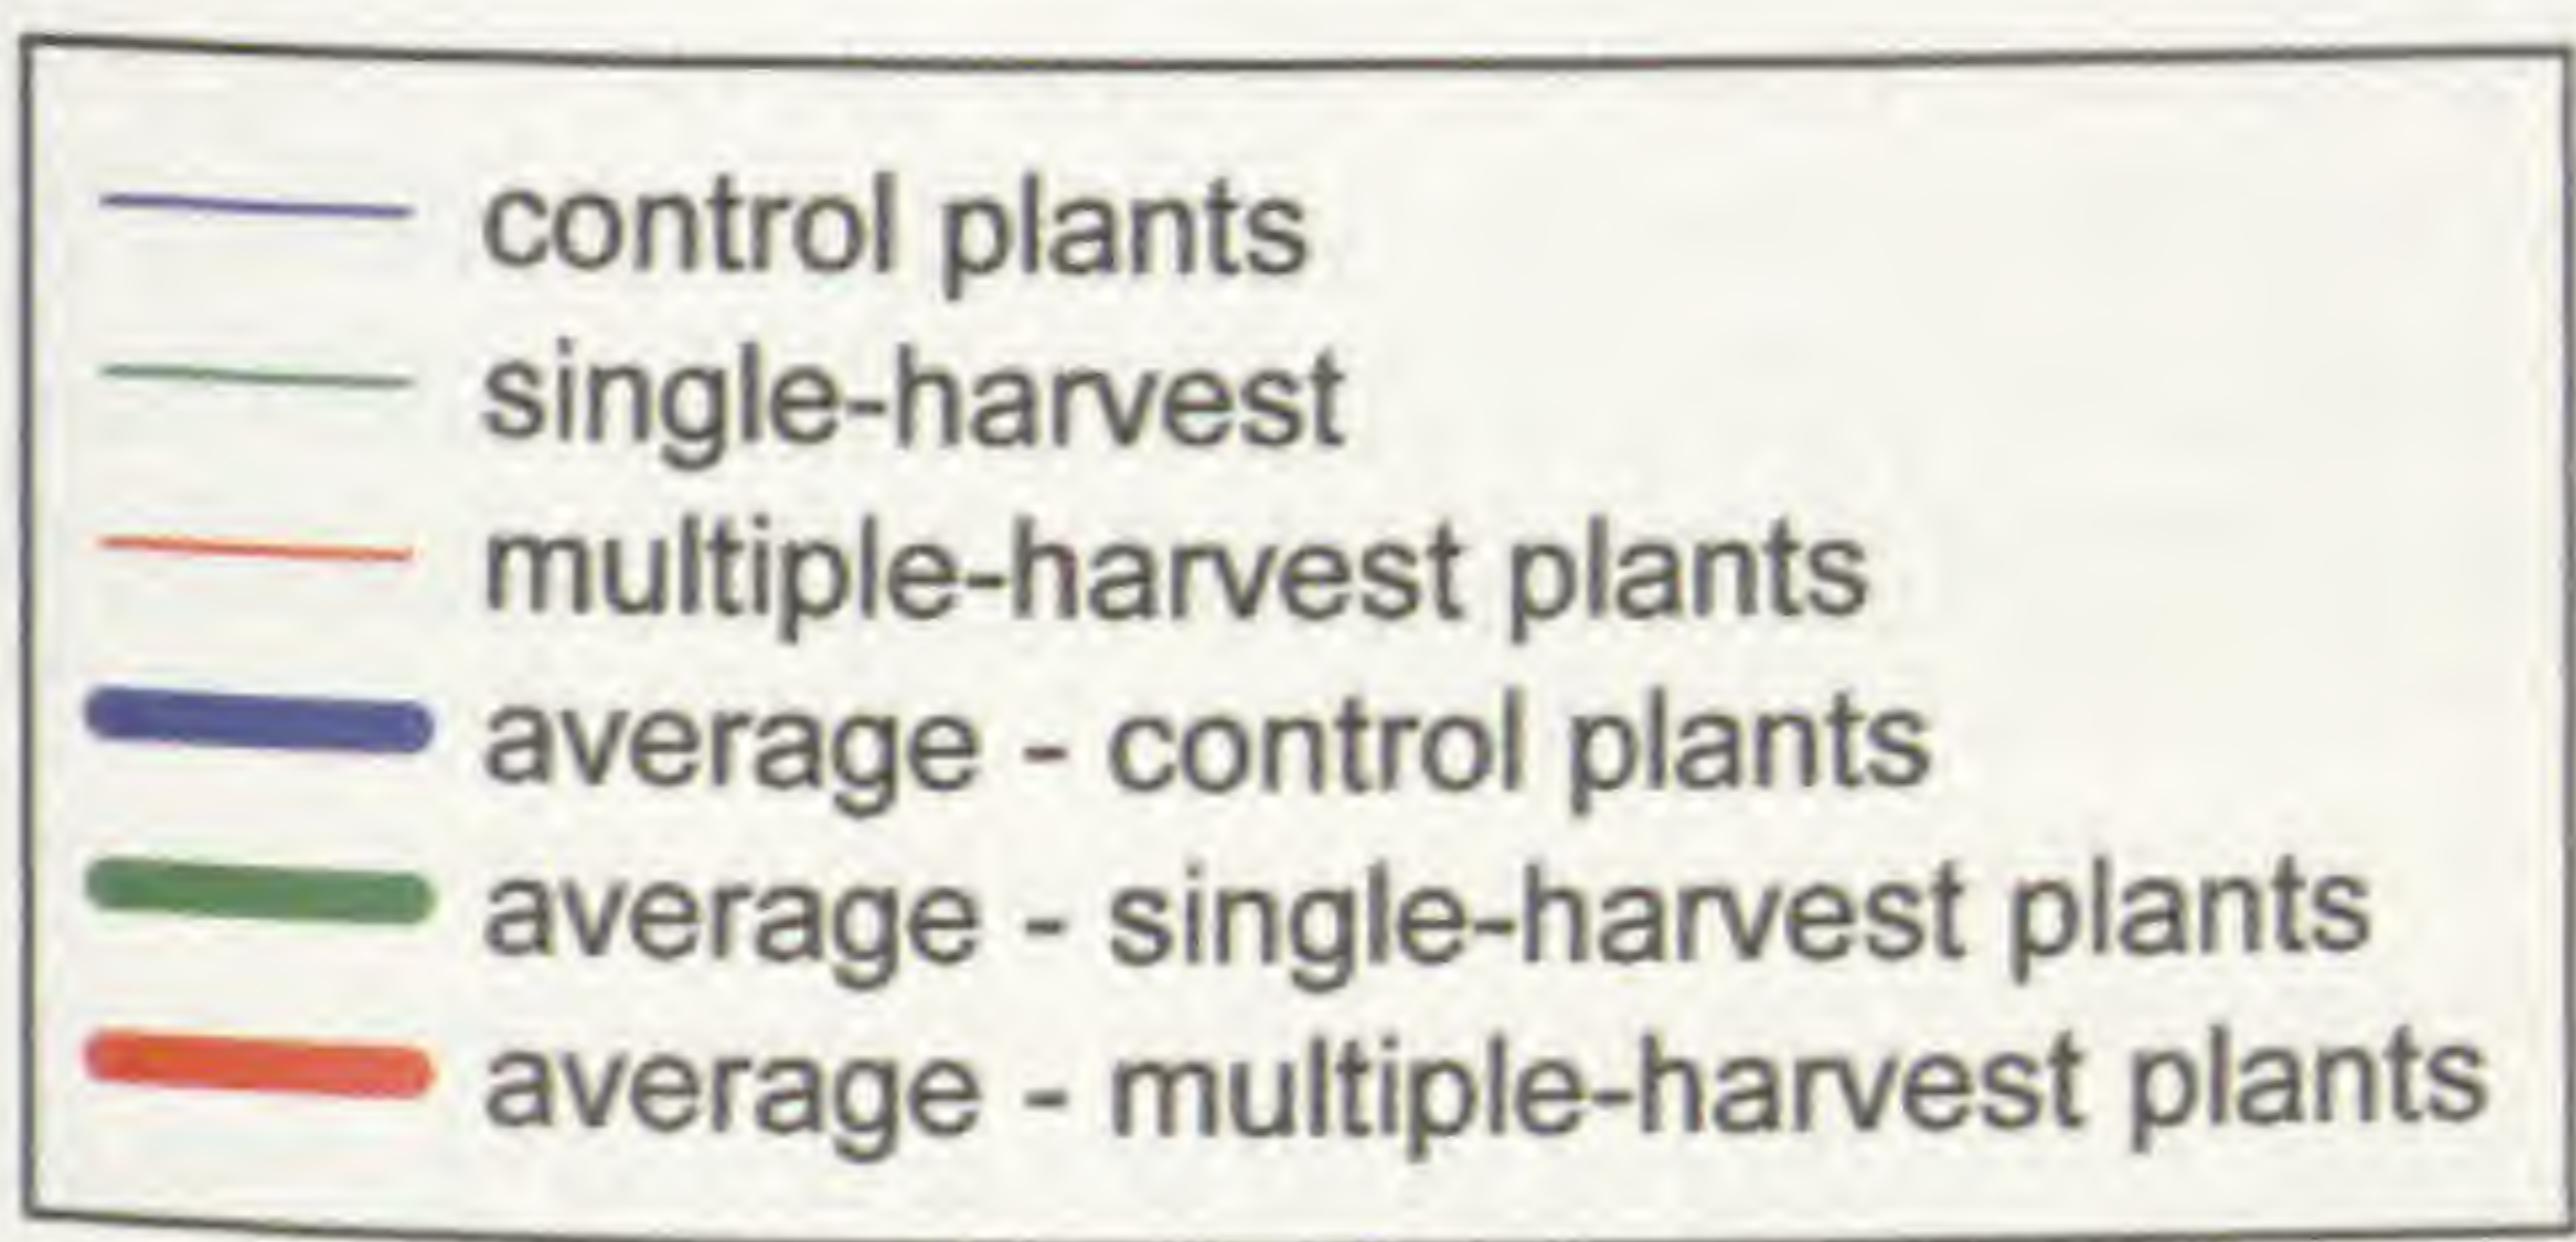 control plants
single-harvest
multiple-harvest plants
average - control plants
average - single-harvest plants
average - multiple-harvest plants